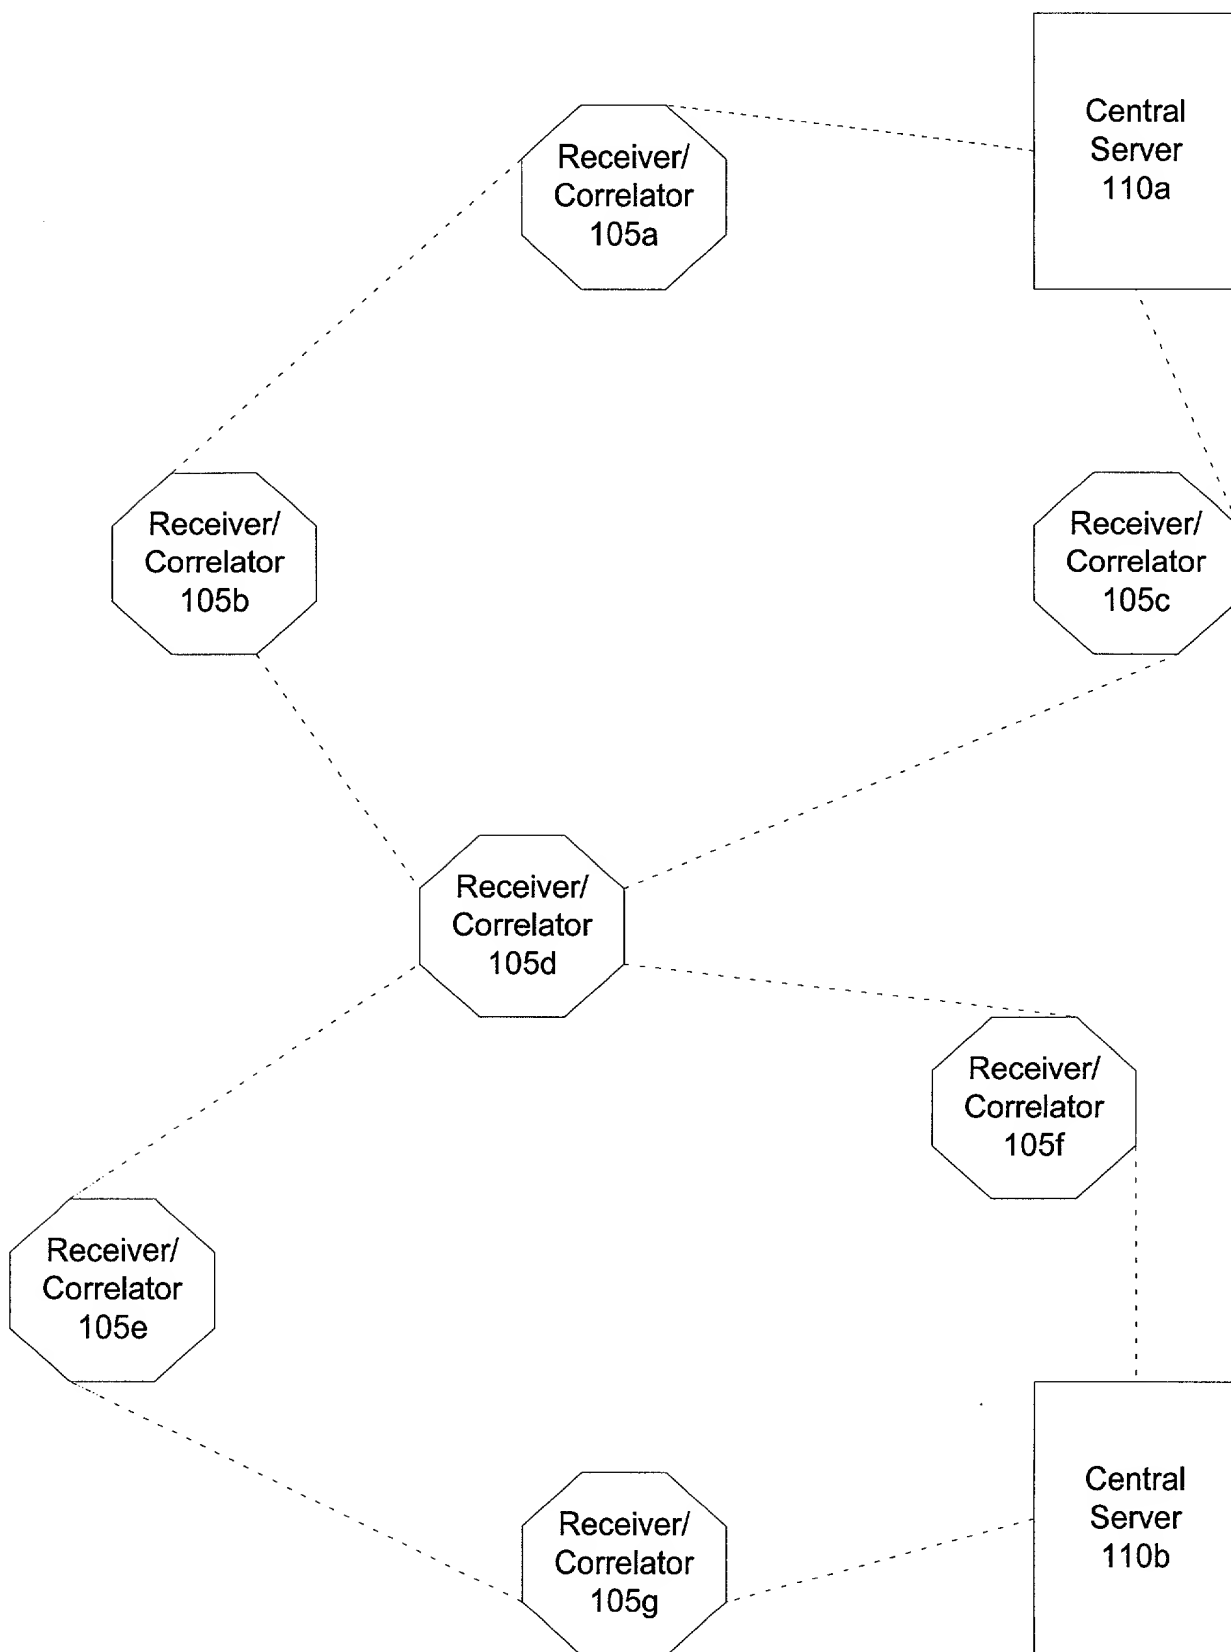 Central
Server
110a
Receiver/
Correlator
105a
Receiver/
Correlator
105b
Receiver/
Correlator
105c
Receiver/
Correlator
105d
Receiver/
Correlator
105f
Receiver/
Correlator
105e
Central
Server
110b
Receiver/
Correlator
105g